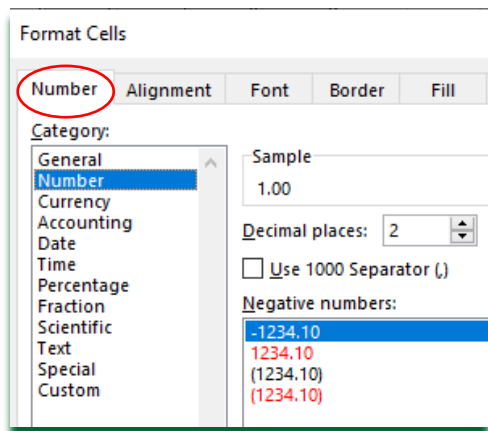 Format Cells
Number Alignment Font Border Fill
Category:
General
Number
Currency
Accounting
Date
Time
Percentage
Fraction
Scientific
Text
Special
Custom
Sample
1.00
Decimal places: 2
Use 1000 Separator (,)
Negative numbers:
-1234.10
1234.10
(1234.10)
(1234.10)